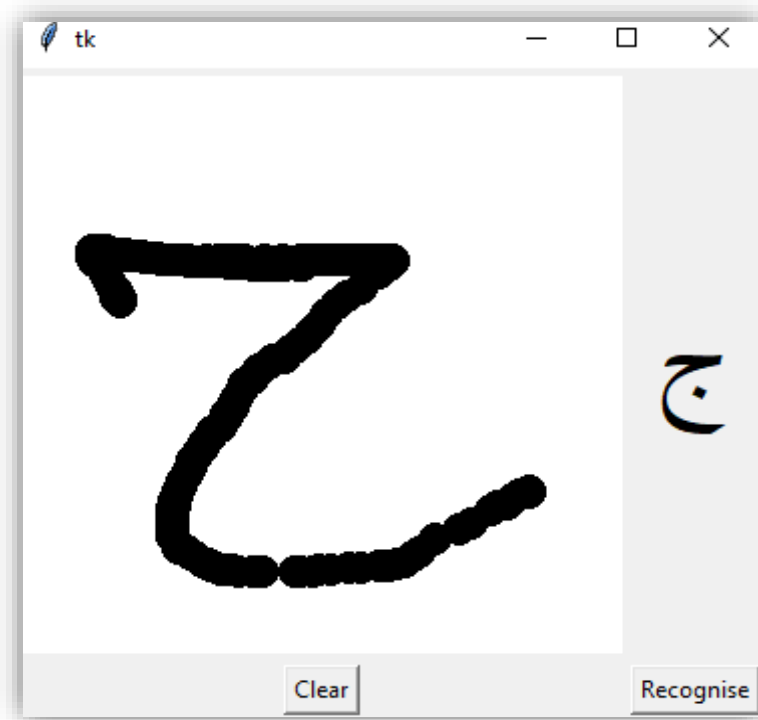 tk
ح
ج
Clear
Recognise